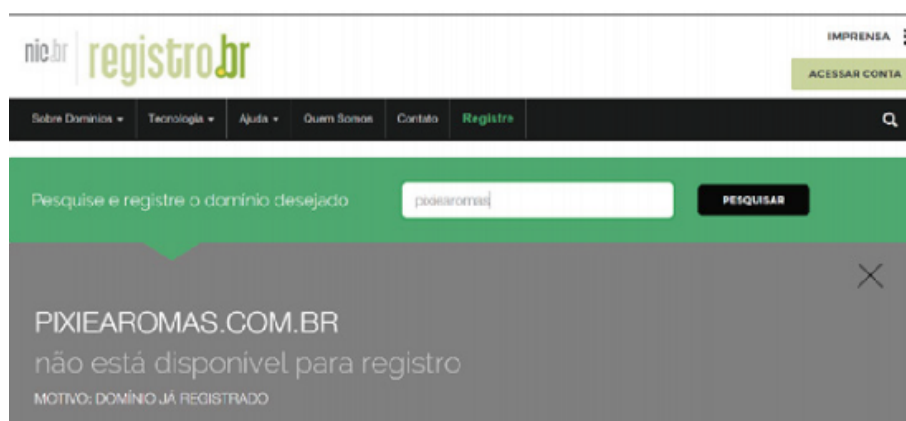 nic.br registro.br
IMPRENSA
ACESSAR CONTA
Sobre Domínios Tecnologia Ajuda Quem Somos Contato Registre
Pesquise e registre o domínio desejado pixiearomas PESQUISAR
PIXIEAROMAS.COM.BR
não está disponível para registro
MOTIVO: DOMÍNIO JÁ REGISTRADO